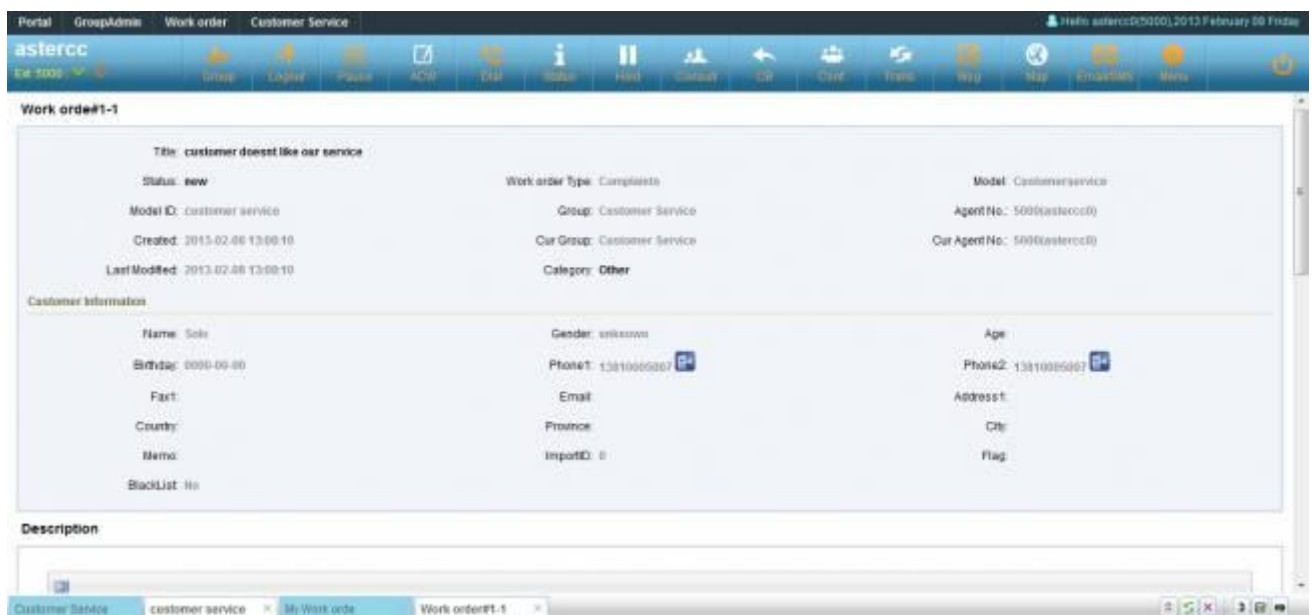 Portal GroupAdmin Work order Customer Service Hello astercc0(5000),2013 February 08 Friday
astercc
Ext 5000
Group Logout Pause ACW Dial Status Hold Consult CB Conf Trans Msg Map Email/SMS Menu
Work orde#1-1
Title: customer doesnt like our service
Status: new Work order Type: Complaints Model: Customerservice
Model ID: customer service Group: Customer Service Agent No.: 5000(astercc0)
Created: 2013-02-08 13:00:10 Cur Group: Customer Service Cur Agent No.: 5000(astercc0)
Last Modified: 2013-02-08 13:00:10 Category: Other
Customer Information
Name: Solo Gender: unknown Age:
Birthday: 0000-00-00 Phone1: 13810005007 Phone2: 13810005007
Fax1: Email: Address1:
Country: Province: City:
Memo: ImportID: 0 Flag:
BlackList: No
Description
Customer Service customer service × My Work orde Work order#1-1 ×